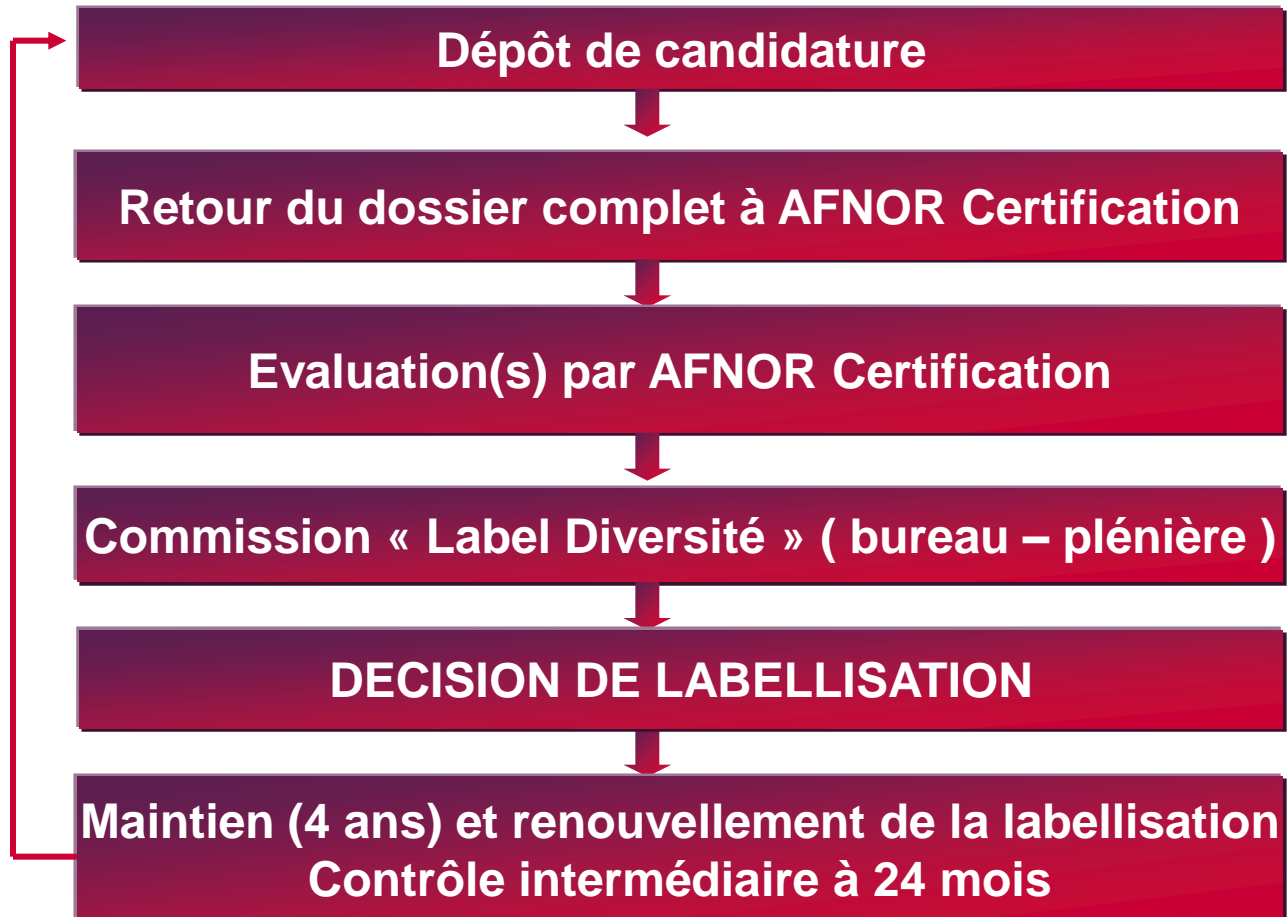 Dépôt de candidature
Retour du dossier complet à AFNOR Certification
Evaluation(s) par AFNOR Certification
Commission « Label Diversité » ( bureau – plénière )
DECISION DE LABELLISATION
Maintien (4 ans) et renouvellement de la labellisation
Contrôle intermédiaire à 24 mois